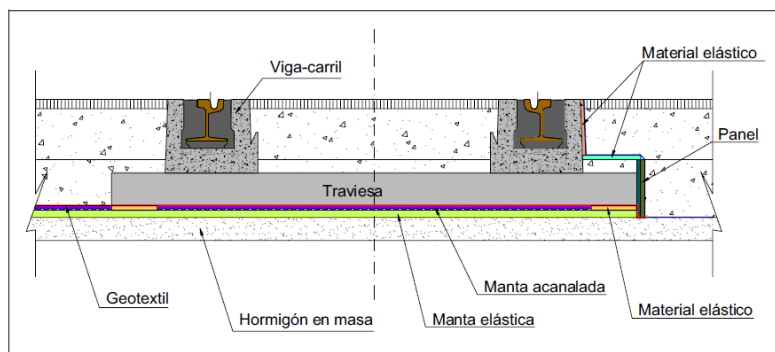 Material elástico
Viga-carril
Panel
Traviesa
Manta acanalada
Geotextil
Material elástico
Hormigón en masa
Manta elástica